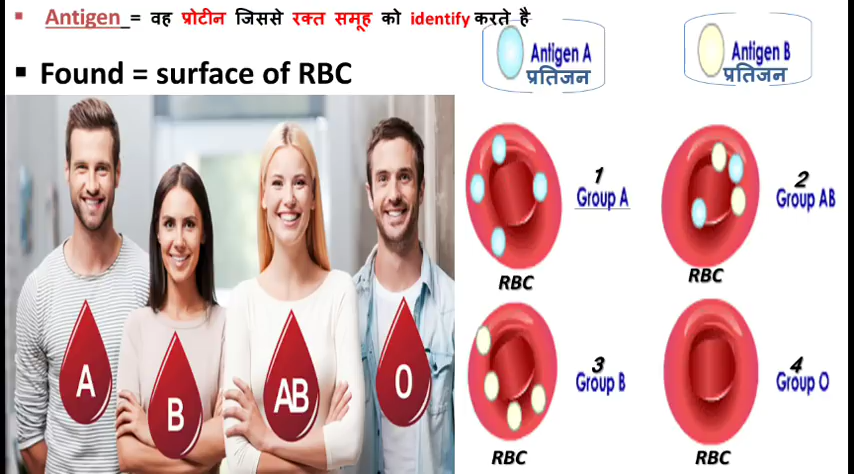 ▪ Antigen = वह प्रोटीन जिससे रक्त समूह को identify करते है
▪ Found = surface of RBC
Antigen A
प्रतिजन
Antigen B
प्रतिजन
1
Group A
RBC
2
Group AB
RBC
3
Group B
RBC
4
Group O
RBC
A
B
AB
O